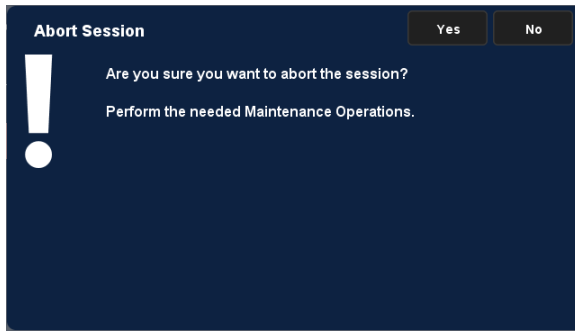 Abort Session
Yes
No
Are you sure you want to abort the session?
Perform the needed Maintenance Operations.